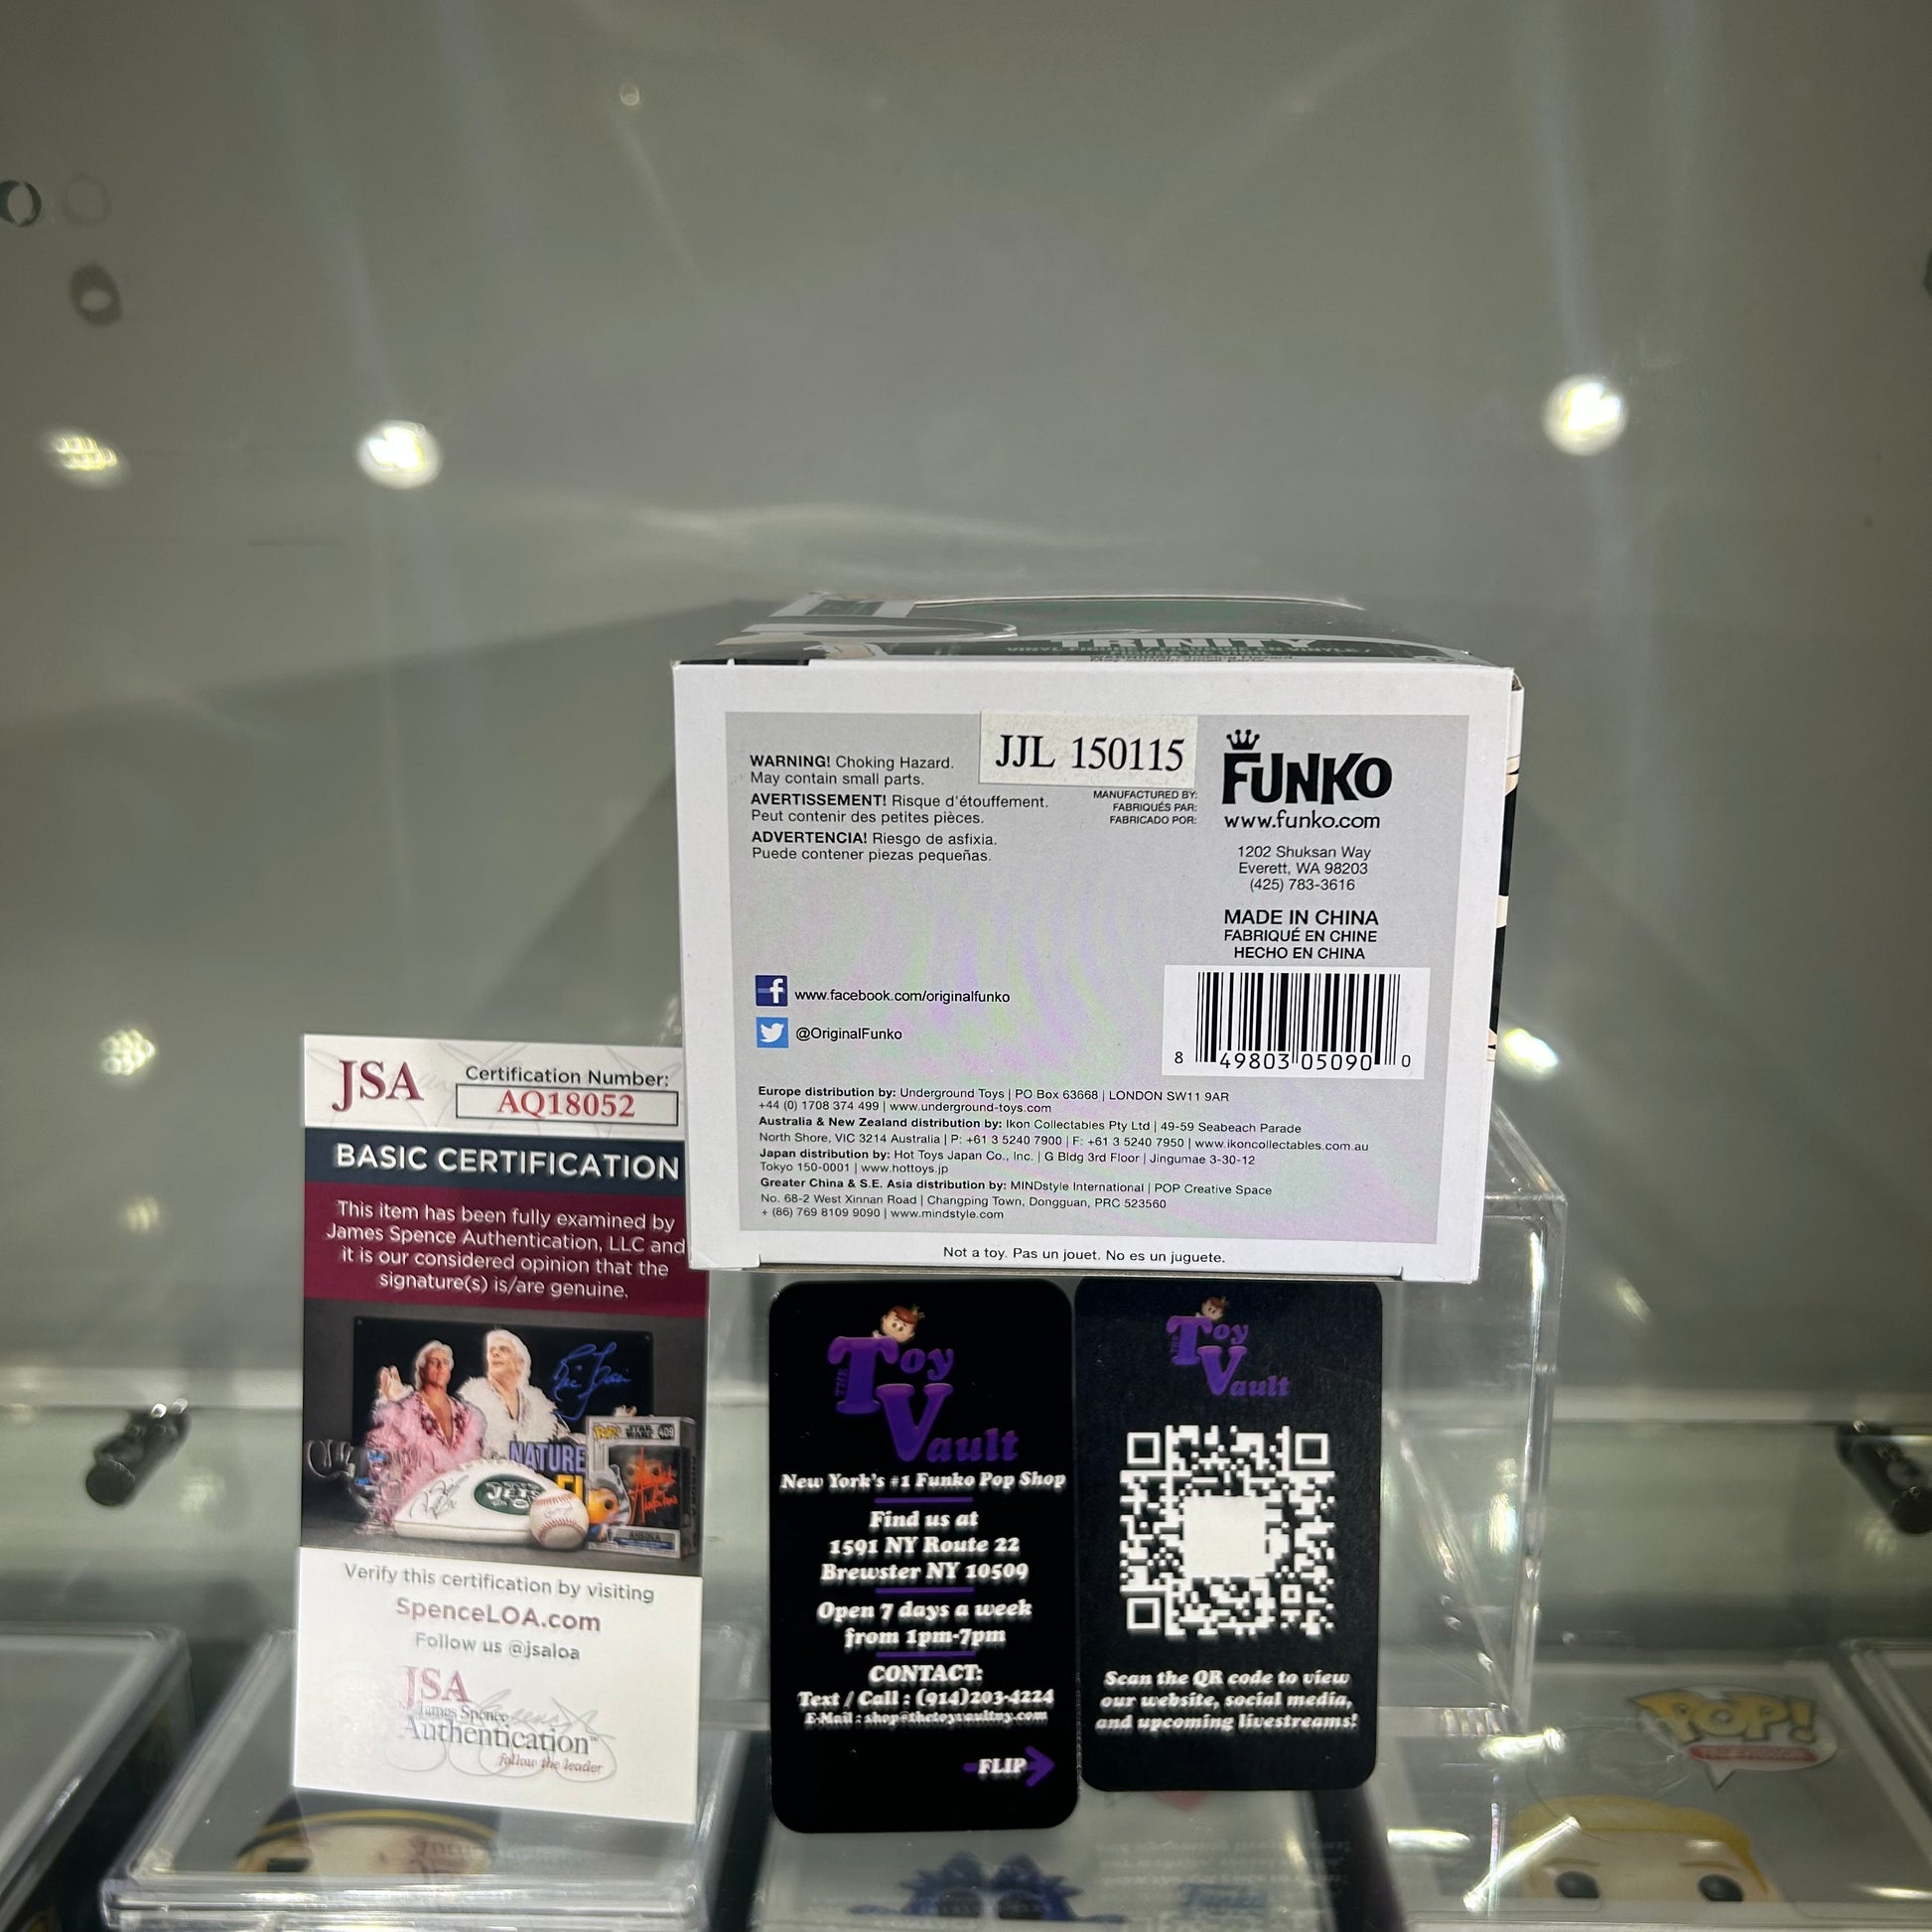 TRINITY
JJL 150115
WARNING! Choking Hazard.
May contain small parts.
AVERTISSEMENT! Risque d'étouffement.
Peut contenir des petites pièces.
ADVERTENCIA! Riesgo de asfixia.
Puede contener piezas pequeñas.
MANUFACTURED BY:
FABRIQUÉS PAR:
FABRICADO POR:
FUNKO
www.funko.com
1202 Shuksan Way
Everett, WA 98203
(425) 783-3616
MADE IN CHINA
FABRIQUÉ EN CHINE
HECHO EN CHINA
www.facebook.com/originalfunko
@OriginalFunko
8 49803 05090 0
Europe distribution by: Underground Toys | PO Box 63668 | LONDON SW11 9AR
+44 (0) 1708 374 499 | www.underground-toys.com
Australia & New Zealand distribution by: Ikon Collectables Pty Ltd | 49-59 Seabeach Parade
North Shore, VIC 3214 Australia | P: +61 3 5240 7900 | F: +61 3 5240 7950 | www.ikoncollectables.com.au
Japan distribution by: Hot Toys Japan Co., Inc. | G Bldg 3rd Floor | Jingumae 3-30-12
Tokyo 150-0001 | www.hottoys.jp
Greater China & S.E. Asia distribution by: MINDstyle International | POP Creative Space
No. 68-2 West Xinnan Road | Changping Town, Dongguan, PRC 523560
+ (86) 769 8109 9090 | www.mindstyle.com
Not a toy. Pas un jouet. No es un juguete.
JSA
Certification Number:
AQ18052
BASIC CERTIFICATION
This item has been fully examined by
James Spence Authentication, LLC and
it is our considered opinion that the
signature(s) is/are genuine.
NATURE
JETS
Verify this certification by visiting
SpenceLOA.com
Follow us @jsaloa
JSA
James Spence
Authentication
follow the leader
THE Toy Vault
New York's #1 Funko Pop Shop
Find us at
1591 NY Route 22
Brewster NY 10509
Open 7 days a week
from 1pm-7pm
CONTACT:
Text / Call : (914)203-4224
E-Mail : shop@thetoyvaultny.com
FLIP
THE Toy Vault
Scan the QR code to view
our website, social media,
and upcoming livestreams!
POP!